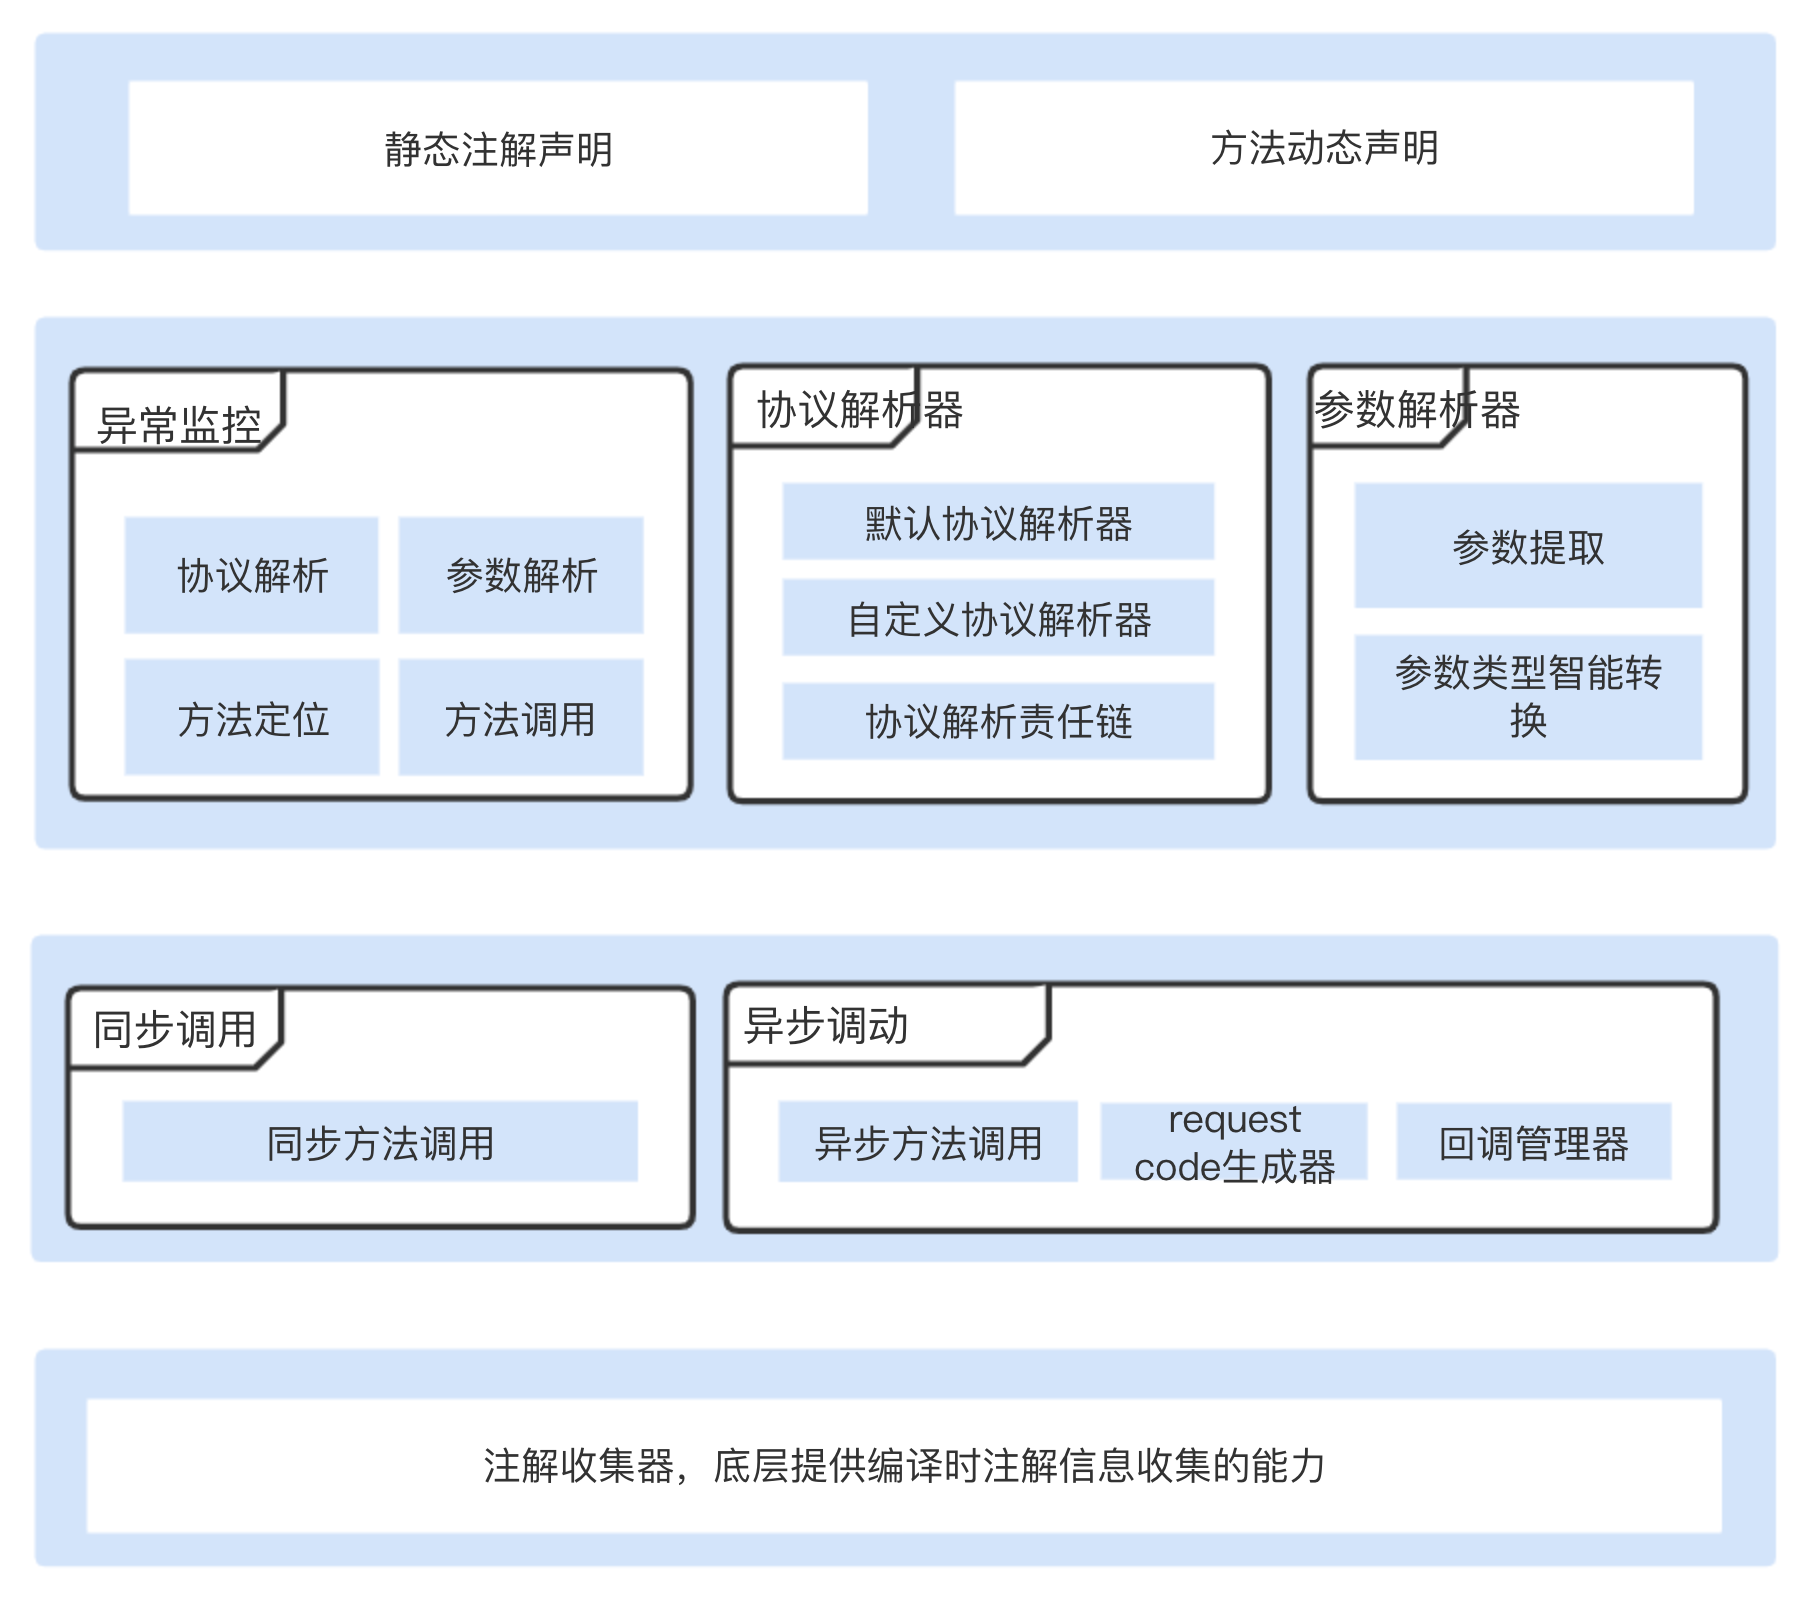 静态注解声明
方法动态声明
异常监控
协议解析
参数解析
方法定位
方法调用
协议解析器
默认协议解析器
自定义协议解析器
协议解析责任链
参数解析器
参数提取
参数类型智能转
换
同步调用
同步方法调用
异步调动
异步方法调用
request
code生成器
回调管理器
注解收集器，底层提供编译时注解信息收集的能力